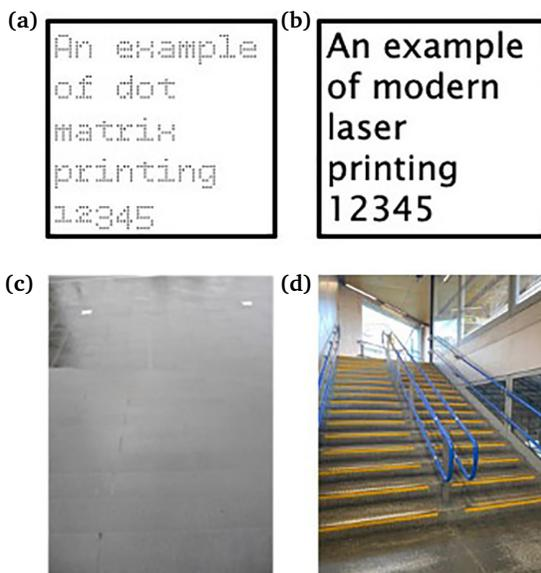 (a)
An example
of dot
matrix
printing
12345
(b)
An example
of modern
laser
printing
12345
(c)
(d)